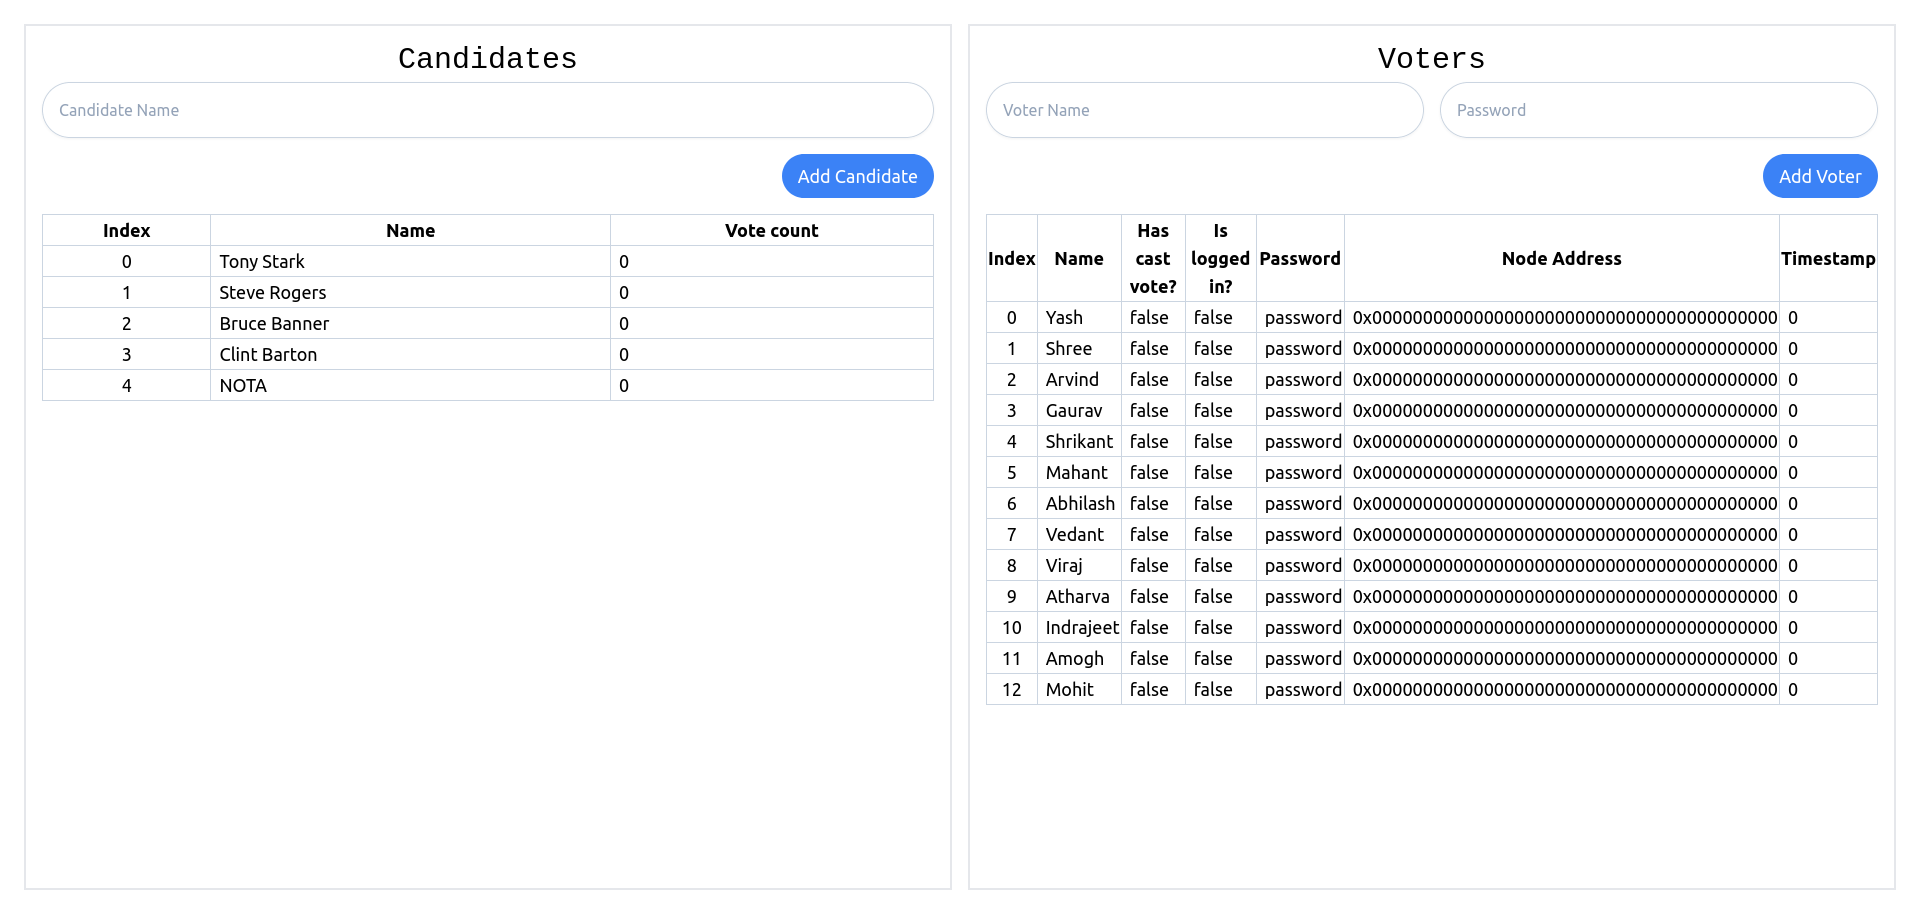 Candidates
Candidate Name
Add Candidate
Index Name Vote count
0 Tony Stark 0
1 Steve Rogers 0
2 Bruce Banner 0
3 Clint Barton 0
4 NOTA 0
Voters
Voter Name Password
Add Voter
Index Name Has cast vote? Is logged in? Password Node Address Timestamp
0 Yash false false password 0x0000000000000000000000000000000000000000 0
1 Shree false false password 0x0000000000000000000000000000000000000000 0
2 Arvind false false password 0x0000000000000000000000000000000000000000 0
3 Gaurav false false password 0x0000000000000000000000000000000000000000 0
4 Shrikant false false password 0x0000000000000000000000000000000000000000 0
5 Mahant false false password 0x0000000000000000000000000000000000000000 0
6 Abhilash false false password 0x0000000000000000000000000000000000000000 0
7 Vedant false false password 0x0000000000000000000000000000000000000000 0
8 Viraj false false password 0x0000000000000000000000000000000000000000 0
9 Atharva false false password 0x0000000000000000000000000000000000000000 0
10 Indrajeet false false password 0x0000000000000000000000000000000000000000 0
11 Amogh false false password 0x0000000000000000000000000000000000000000 0
12 Mohit false false password 0x0000000000000000000000000000000000000000 0